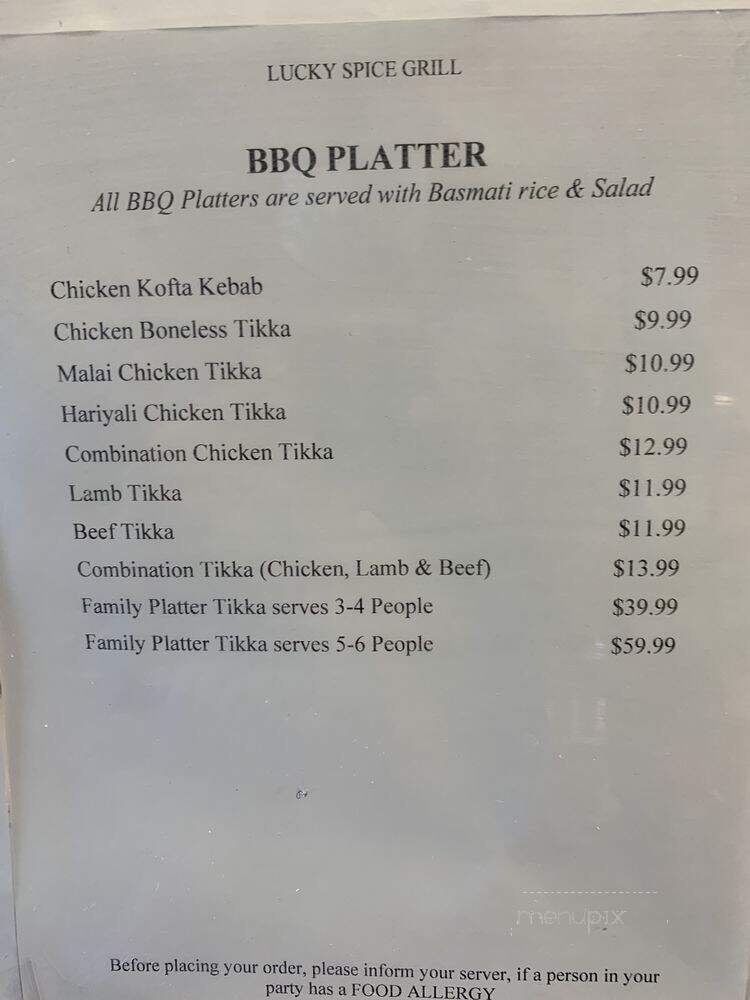 LUCKY SPICE GRILL
BBQ PLATTER
All BBQ Platters are served with Basmati rice & Salad
Chicken Kofta Kebab $7.99
Chicken Boneless Tikka $9.99
Malai Chicken Tikka $10.99
Hariyali Chicken Tikka $10.99
Combination Chicken Tikka $12.99
Lamb Tikka $11.99
Beef Tikka $11.99
Combination Tikka (Chicken, Lamb & Beef) $13.99
Family Platter Tikka serves 3-4 People $39.99
Family Platter Tikka serves 5-6 People $59.99
menupix
Before placing your order, please inform your server, if a person in your
party has a FOOD ALLERGY